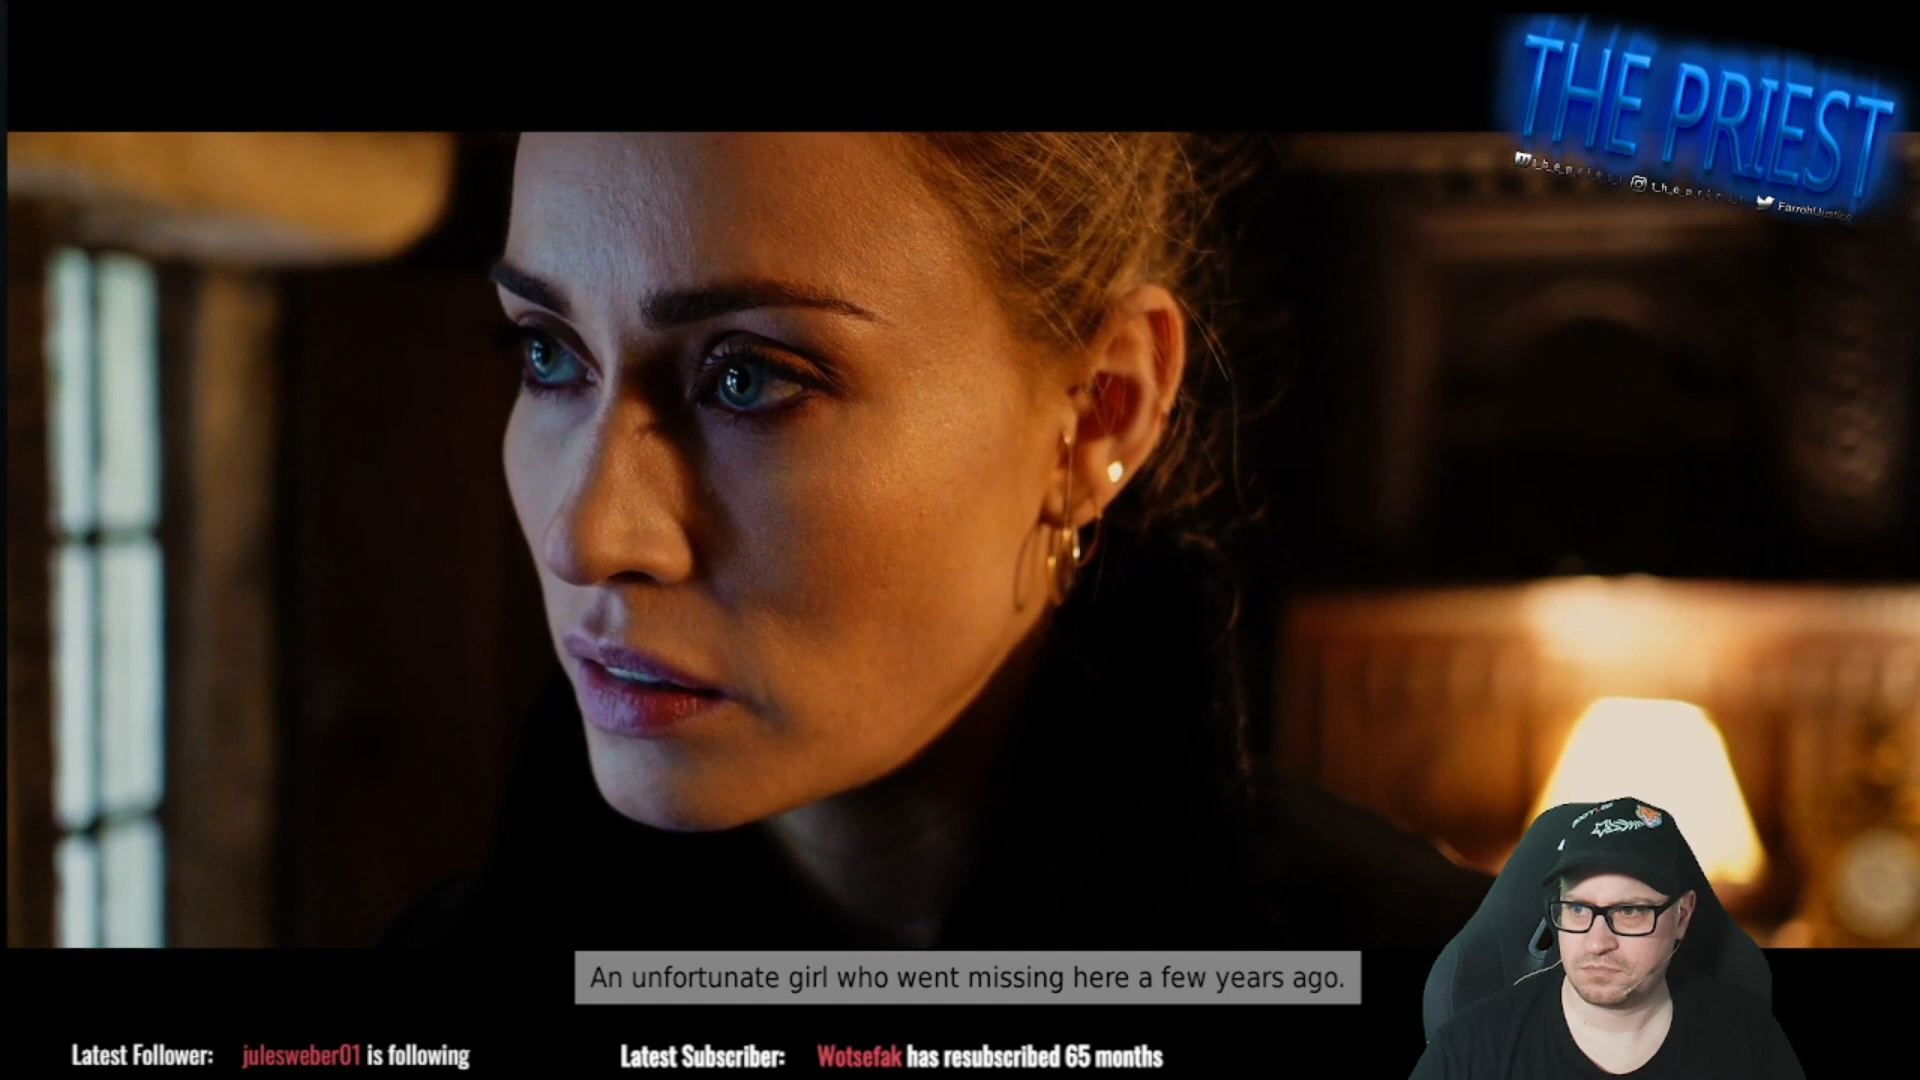 THE PRIEST
An unfortunate girl who went missing here a few years ago.
Latest Follower: julesweber01 is following
Latest Subscriber: Wotsefak has resubscribed 65 months